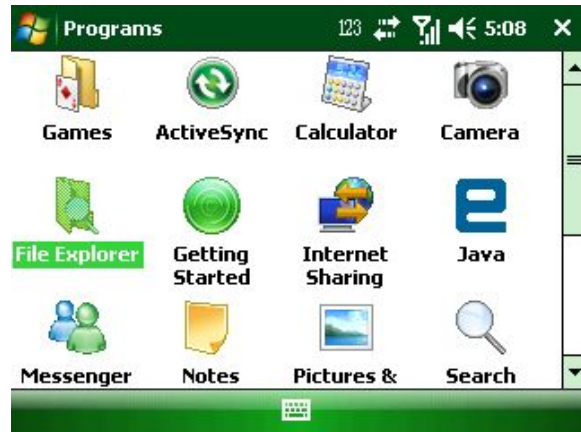 Programs 123 5:08
Games ActiveSync Calculator Camera
File Explorer Getting Started Internet Sharing Java
Messenger Notes Pictures & Search